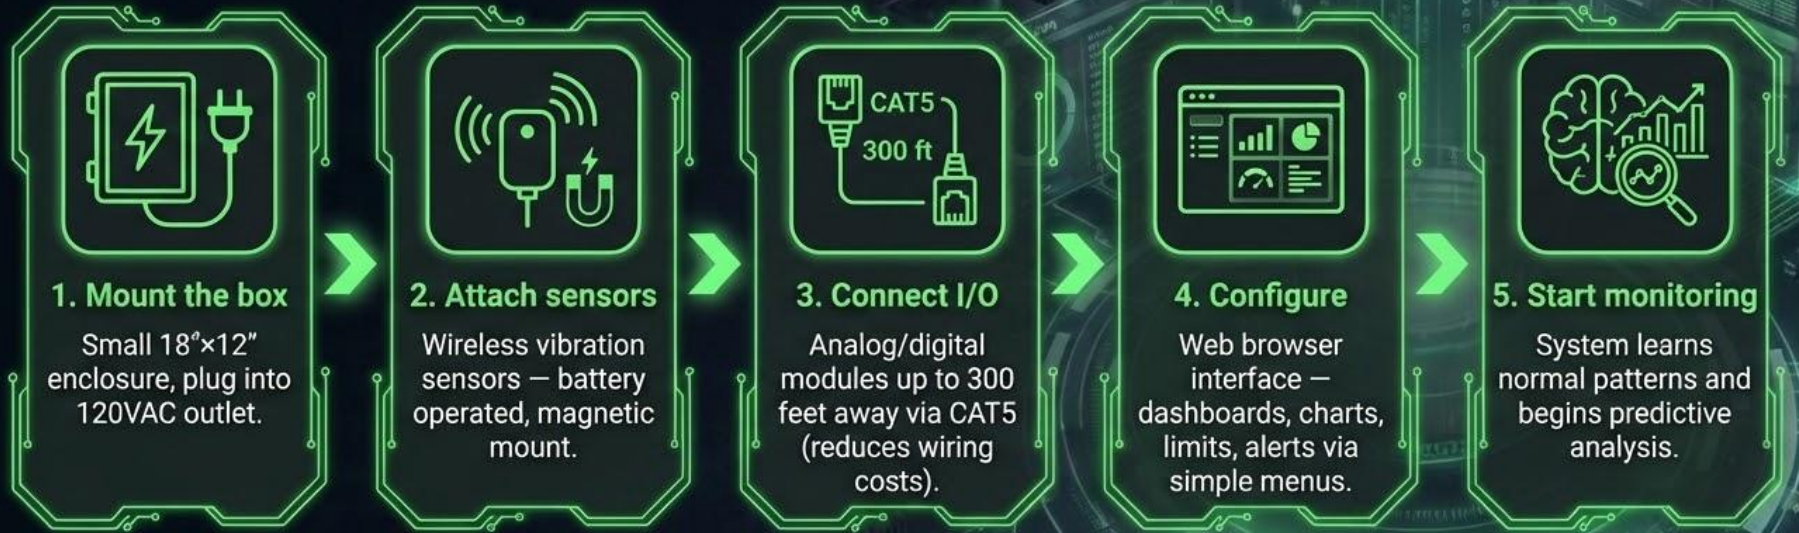 CAT5
300 ft
1. Mount the box
Small 18"×12"
enclosure, plug into
120VAC outlet.
2. Attach sensors
Wireless vibration
sensors — battery
operated, magnetic
mount.
3. Connect I/O
Analog/digital
modules up to 300
feet away via CAT5
(reduces wiring
costs).
4. Configure
Web browser
interface —
dashboards, charts,
limits, alerts via
simple menus.
5. Start monitoring
System learns
normal patterns and
begins predictive
analysis.